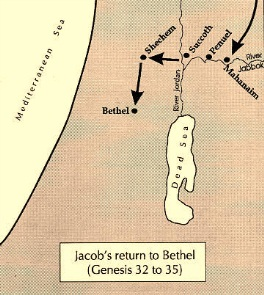 Mediterranean Sea
Shechem
Succoth
Penuel
River
Jabbok
Mahanaim
Bethel
River Jordan
Dead Sea
Jacob's return to Bethel
(Genesis 32 to 35)